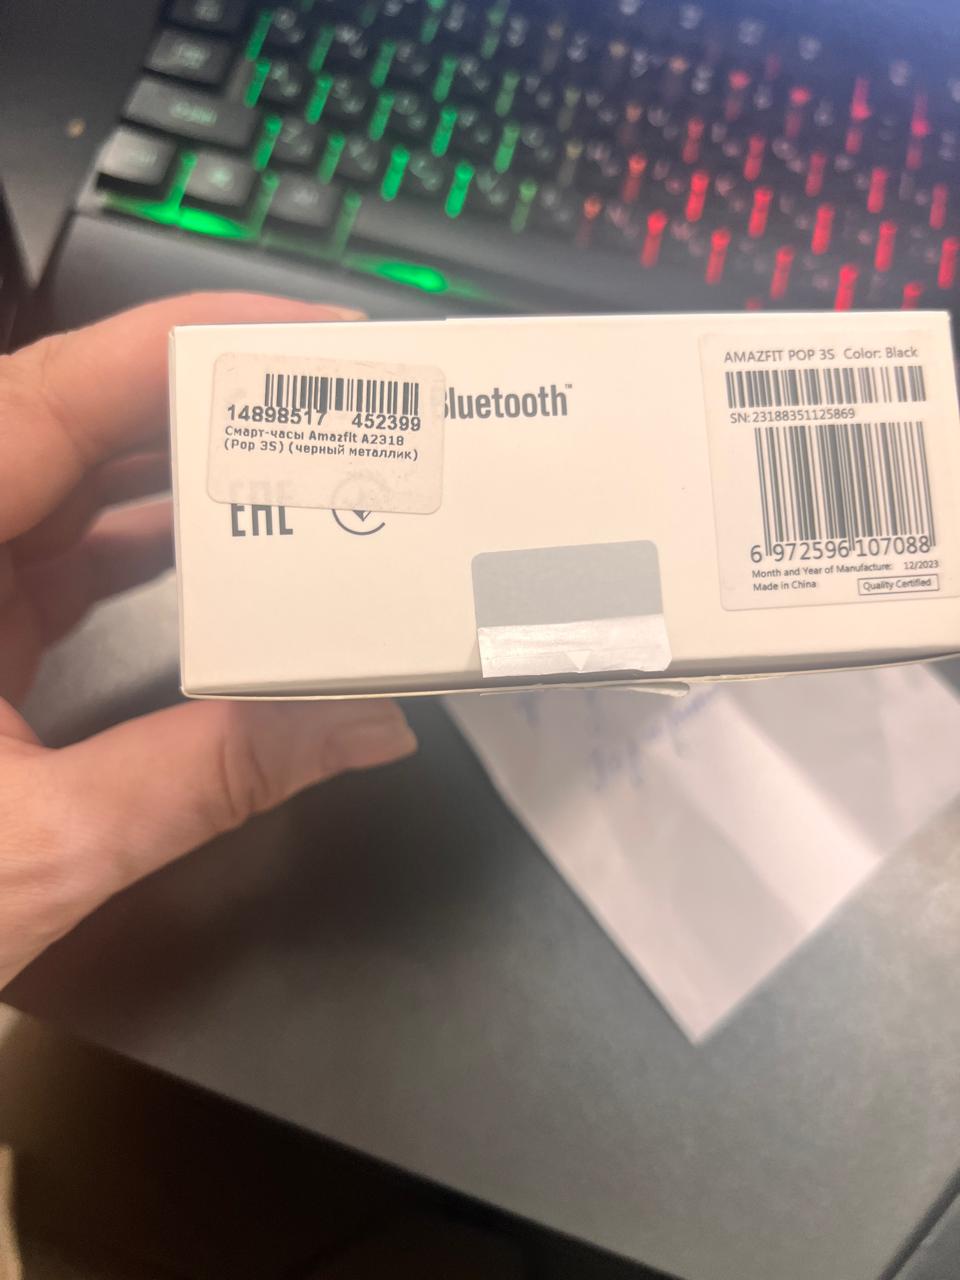 14898517 452399
Смарт-часы Amazfit A2318
(Pop 3S) (черный металлик)
Bluetooth™
EAC
AMAZFIT POP 3S Color: Black
SN: 23188351125869
6 972596 107088
Month and Year of Manufacture: 12/2023
Made in China
Quality Certified